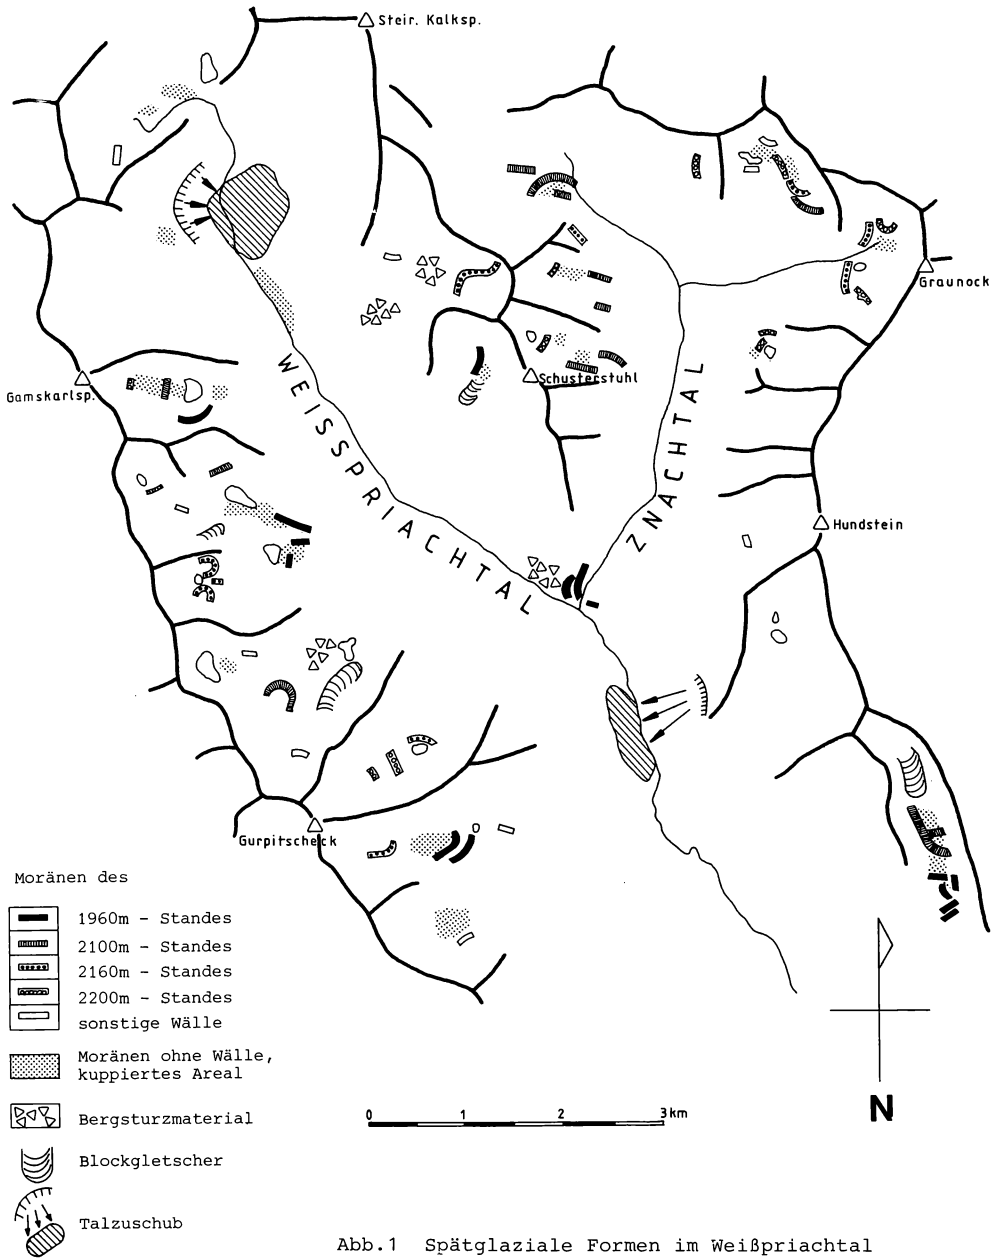 Steir. Kalksp.
Graunock
Schusterstuhl
Gamskarlsp.
WEISSPRIACHTAL
ZNACHTAL
Hundstein
Gurpitscheck
Moränen des
1960m - Standes
2100m - Standes
2160m - Standes
2200m - Standes
sonstige Wälle
Moränen ohne Wälle,
kuppiertes Areal
Bergsturzmaterial
Blockgletscher
Talzuschub
0 1 2 3km
N
Abb.1 Spätglaziale Formen im Weißpriachtal